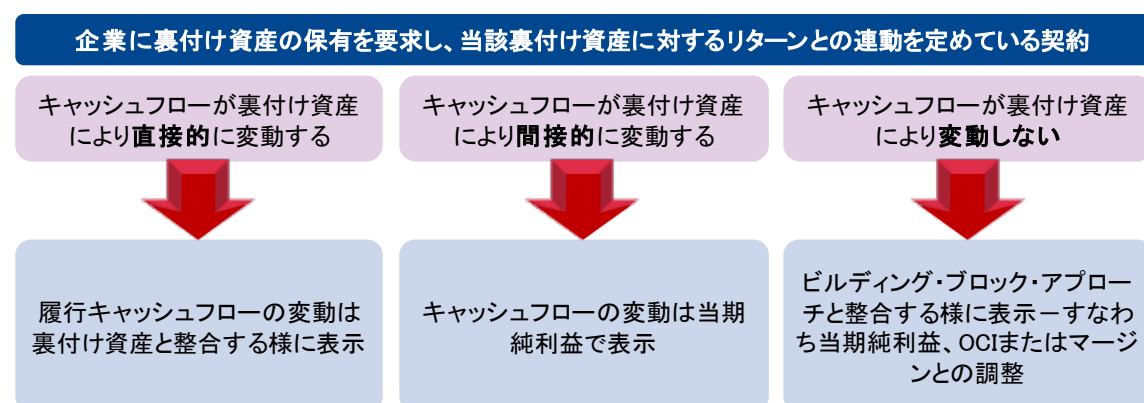 企業に裏付け資産の保有を要求し、当該裏付け資産に対するリターンとの連動を定めている契約
キャッシュフローが裏付け資産
により直接的に変動する
キャッシュフローが裏付け資産
により間接的に変動する
キャッシュフローが裏付け資産
により変動しない
履行キャッシュフローの変動は
裏付け資産と整合する様に表示
キャッシュフローの変動は当期
純利益で表示
ビルディング・ブロック・アプロー
チと整合する様に表示－すなわ
ち当期純利益、OCIまたはマージ
ンとの調整